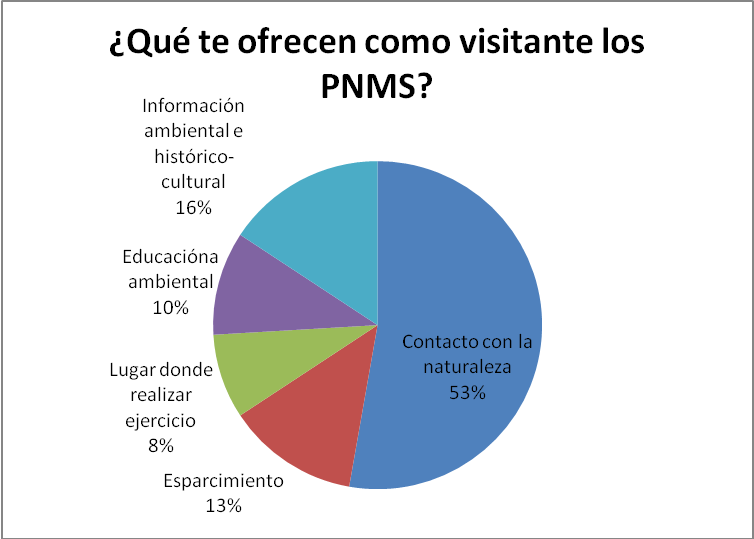 ¿Qué te ofrecen como visitante los
PNMS?
Información
ambiental e
histórico-
cultural
16%
Educacióna
ambiental
10%
Lugar donde
realizar
ejercicio
8%
Esparcimiento
13%
Contacto con la
naturaleza
53%